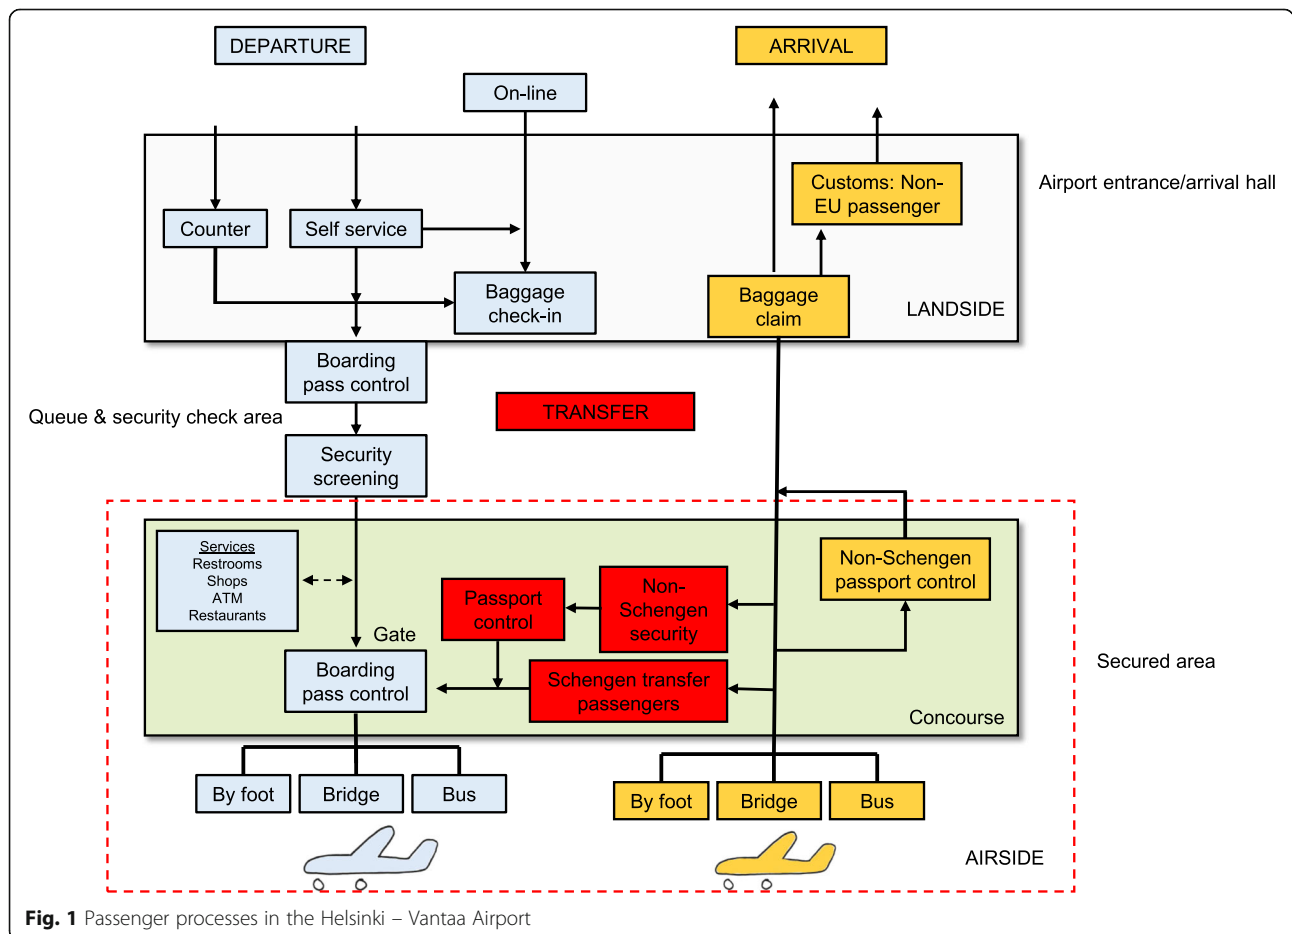 DEPARTURE
ARRIVAL
On-line
Customs: Non-
EU passenger
Airport entrance/arrival hall
Counter
Self service
Baggage
check-in
Baggage
claim
LANDSIDE
Boarding
pass control
Queue & security check area
TRANSFER
Security
screening
Services
Restrooms
Shops
ATM
Restaurants
Non-Schengen
passport control
Passport
control
Non-
Schengen
security
Gate
Boarding
pass control
Schengen transfer
passengers
Secured area
Concourse
By foot
Bridge
Bus
By foot
Bridge
Bus
AIRSIDE
Fig. 1 Passenger processes in the Helsinki – Vantaa Airport